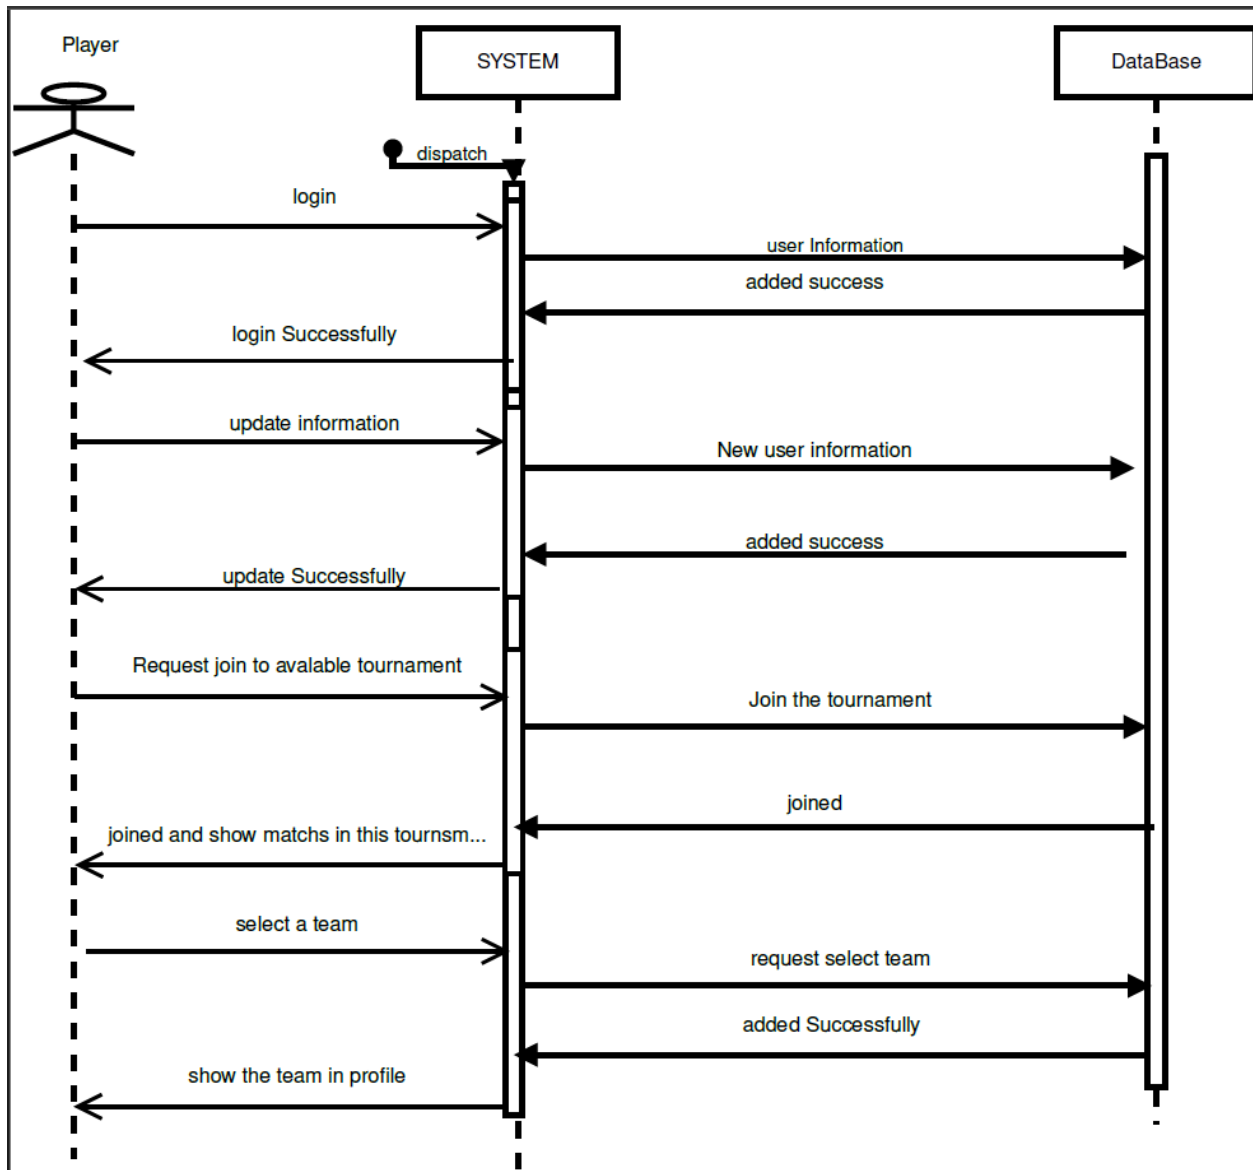 Player
SYSTEM
DataBase
dispatch
login
user Information
added success
login Successfully
update information
New user information
added success
update Successfully
Request join to avalable tournament
Join the tournament
joined
joined and show matchs in this tournsm...
select a team
request select team
added Successfully
show the team in profile